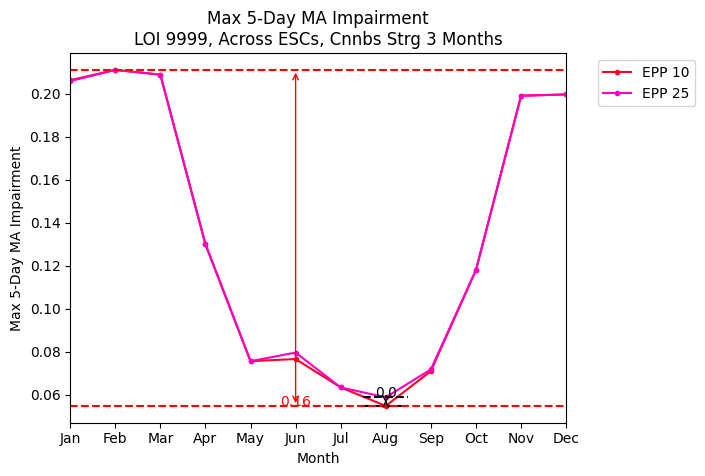 Max 5-Day MA Impairment
LOI 9999, Across ESCs, Cnnbs Strg 3 Months
EPP 10
EPP 25
Max 5-Day MA Impairment
0.20
0.18
0.16
0.14
0.12
0.10
0.08
0.06
0.16
0.0
Jan Feb Mar Apr May Jun Jul Aug Sep Oct Nov Dec
Month